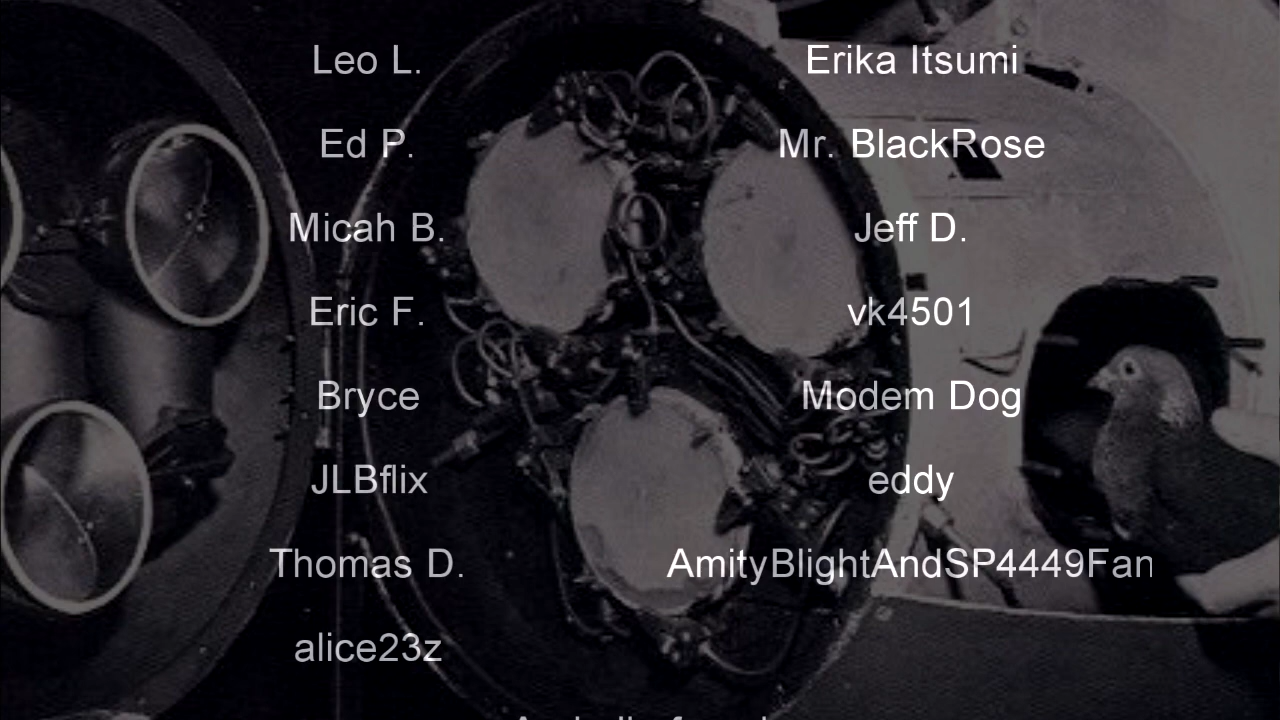 Leo L.
Erika Itsumi
Ed P.
Mr. BlackRose
Micah B.
Jeff D.
Eric F.
vk4501
Bryce
Modem Dog
JLBflix
eddy
Thomas D.
AmityBlightAndSP4449Fan
alice23z